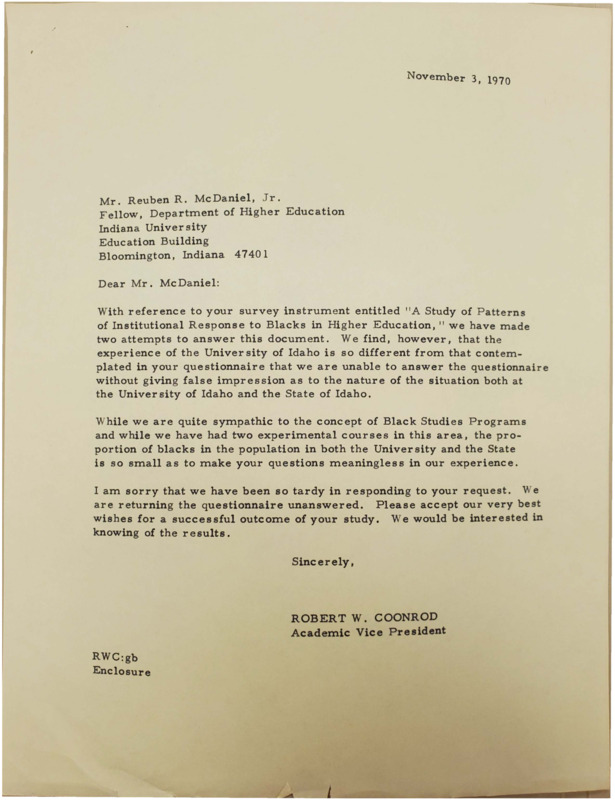 November 3, 1970
Mr. Reuben R. McDaniel, Jr.
Fellow, Department of Higher Education
Indiana University
Education Building
Bloomington, Indiana 47401
Dear Mr. McDaniel:
With reference to your survey instrument entitled "A Study of Patterns
of Institutional Response to Blacks in Higher Education," we have made
two attempts to answer this document. We find, however, that the
experience of the University of Idaho is so different from that contem-
plated in your questionnaire that we are unable to answer the questionnaire
without giving false impression as to the nature of the situation both at
the University of Idaho and the State of Idaho.
While we are quite sympathic to the concept of Black Studies Programs
and while we have had two experimental courses in this area, the pro-
portion of blacks in the population in both the University and the State
is so small as to make your questions meaningless in our experience.
I am sorry that we have been so tardy in responding to your request. We
are returning the questionnaire unanswered. Please accept our very best
wishes for a successful outcome of your study. We would be interested in
knowing of the results.
Sincerely,
ROBERT W. COONROD
Academic Vice President
RWC:gb
Enclosure